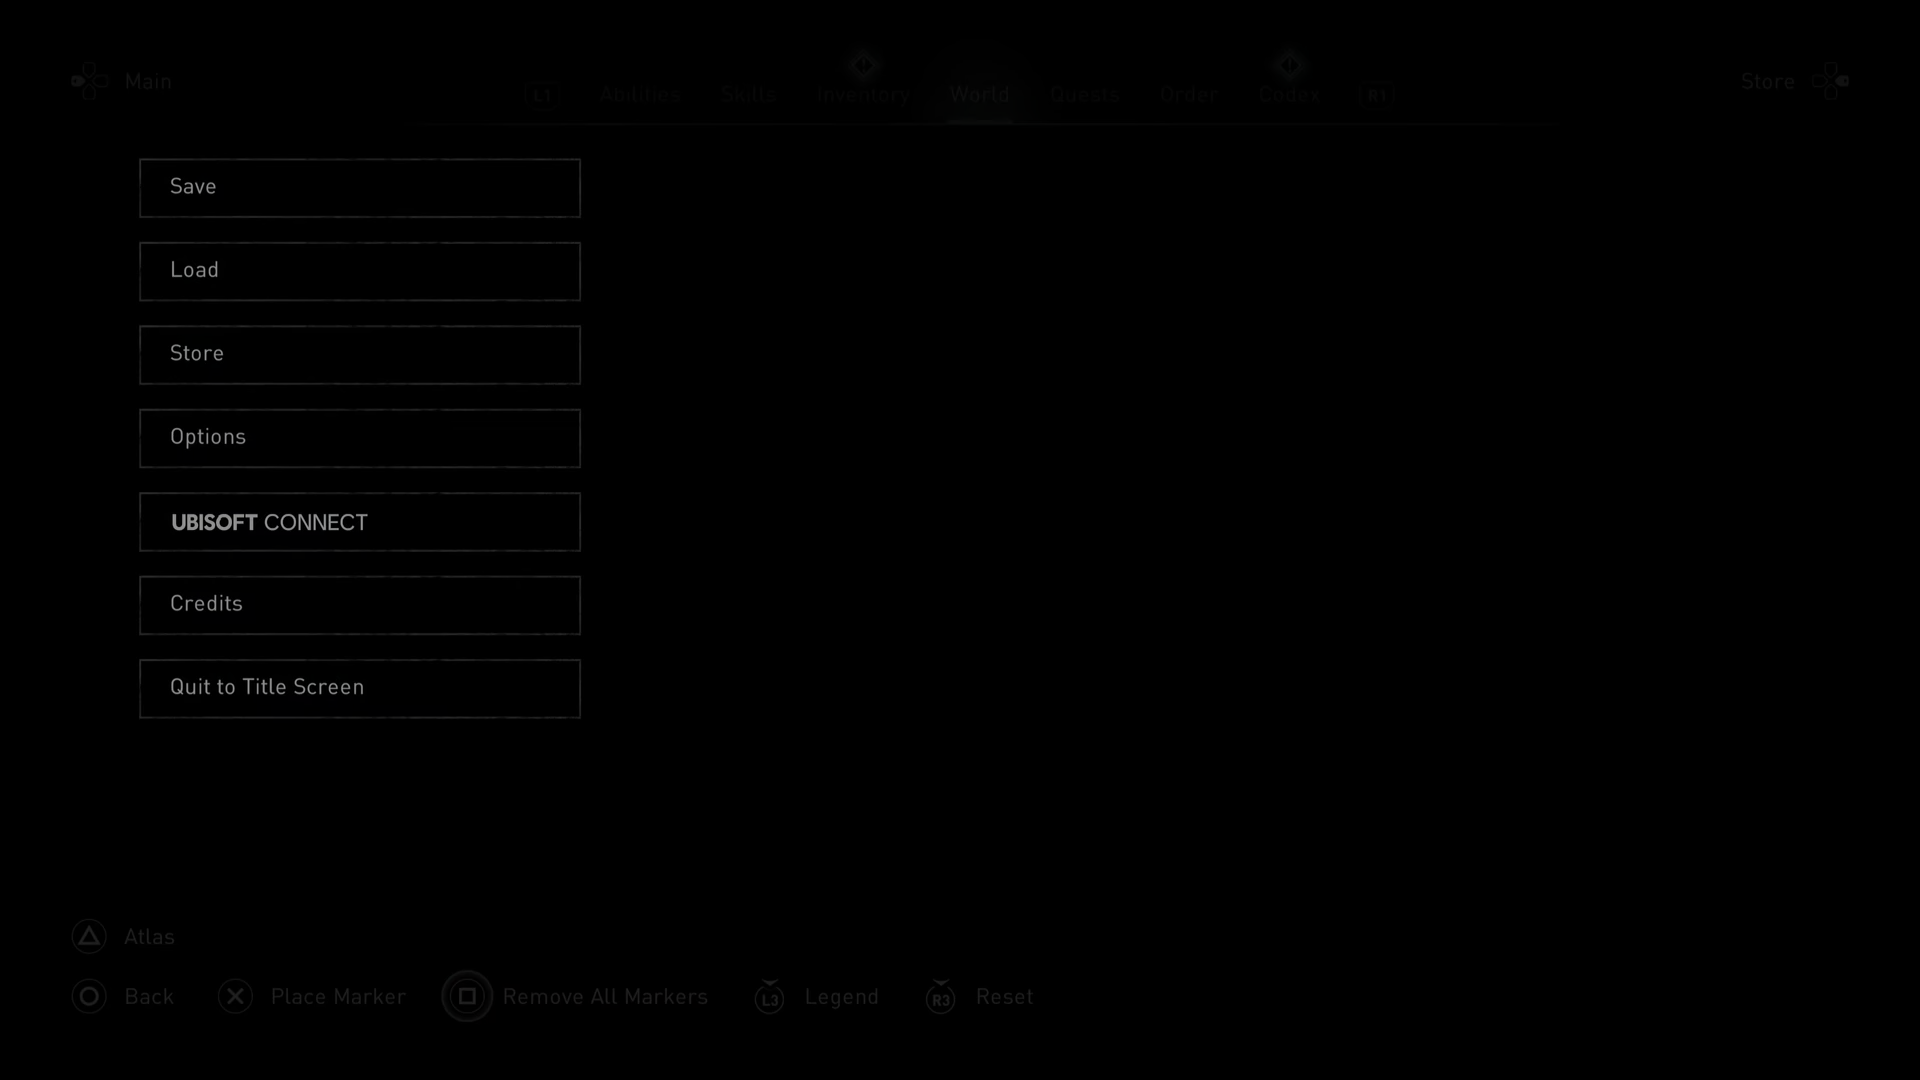 Main
L1 Abilities Skills Inventory World Quests Order Codex R1
Store
Save
Load
Store
Options
UBISOFT CONNECT
Credits
Quit to Title Screen
Atlas
Back Place Marker Remove All Markers L3 Legend R3 Reset